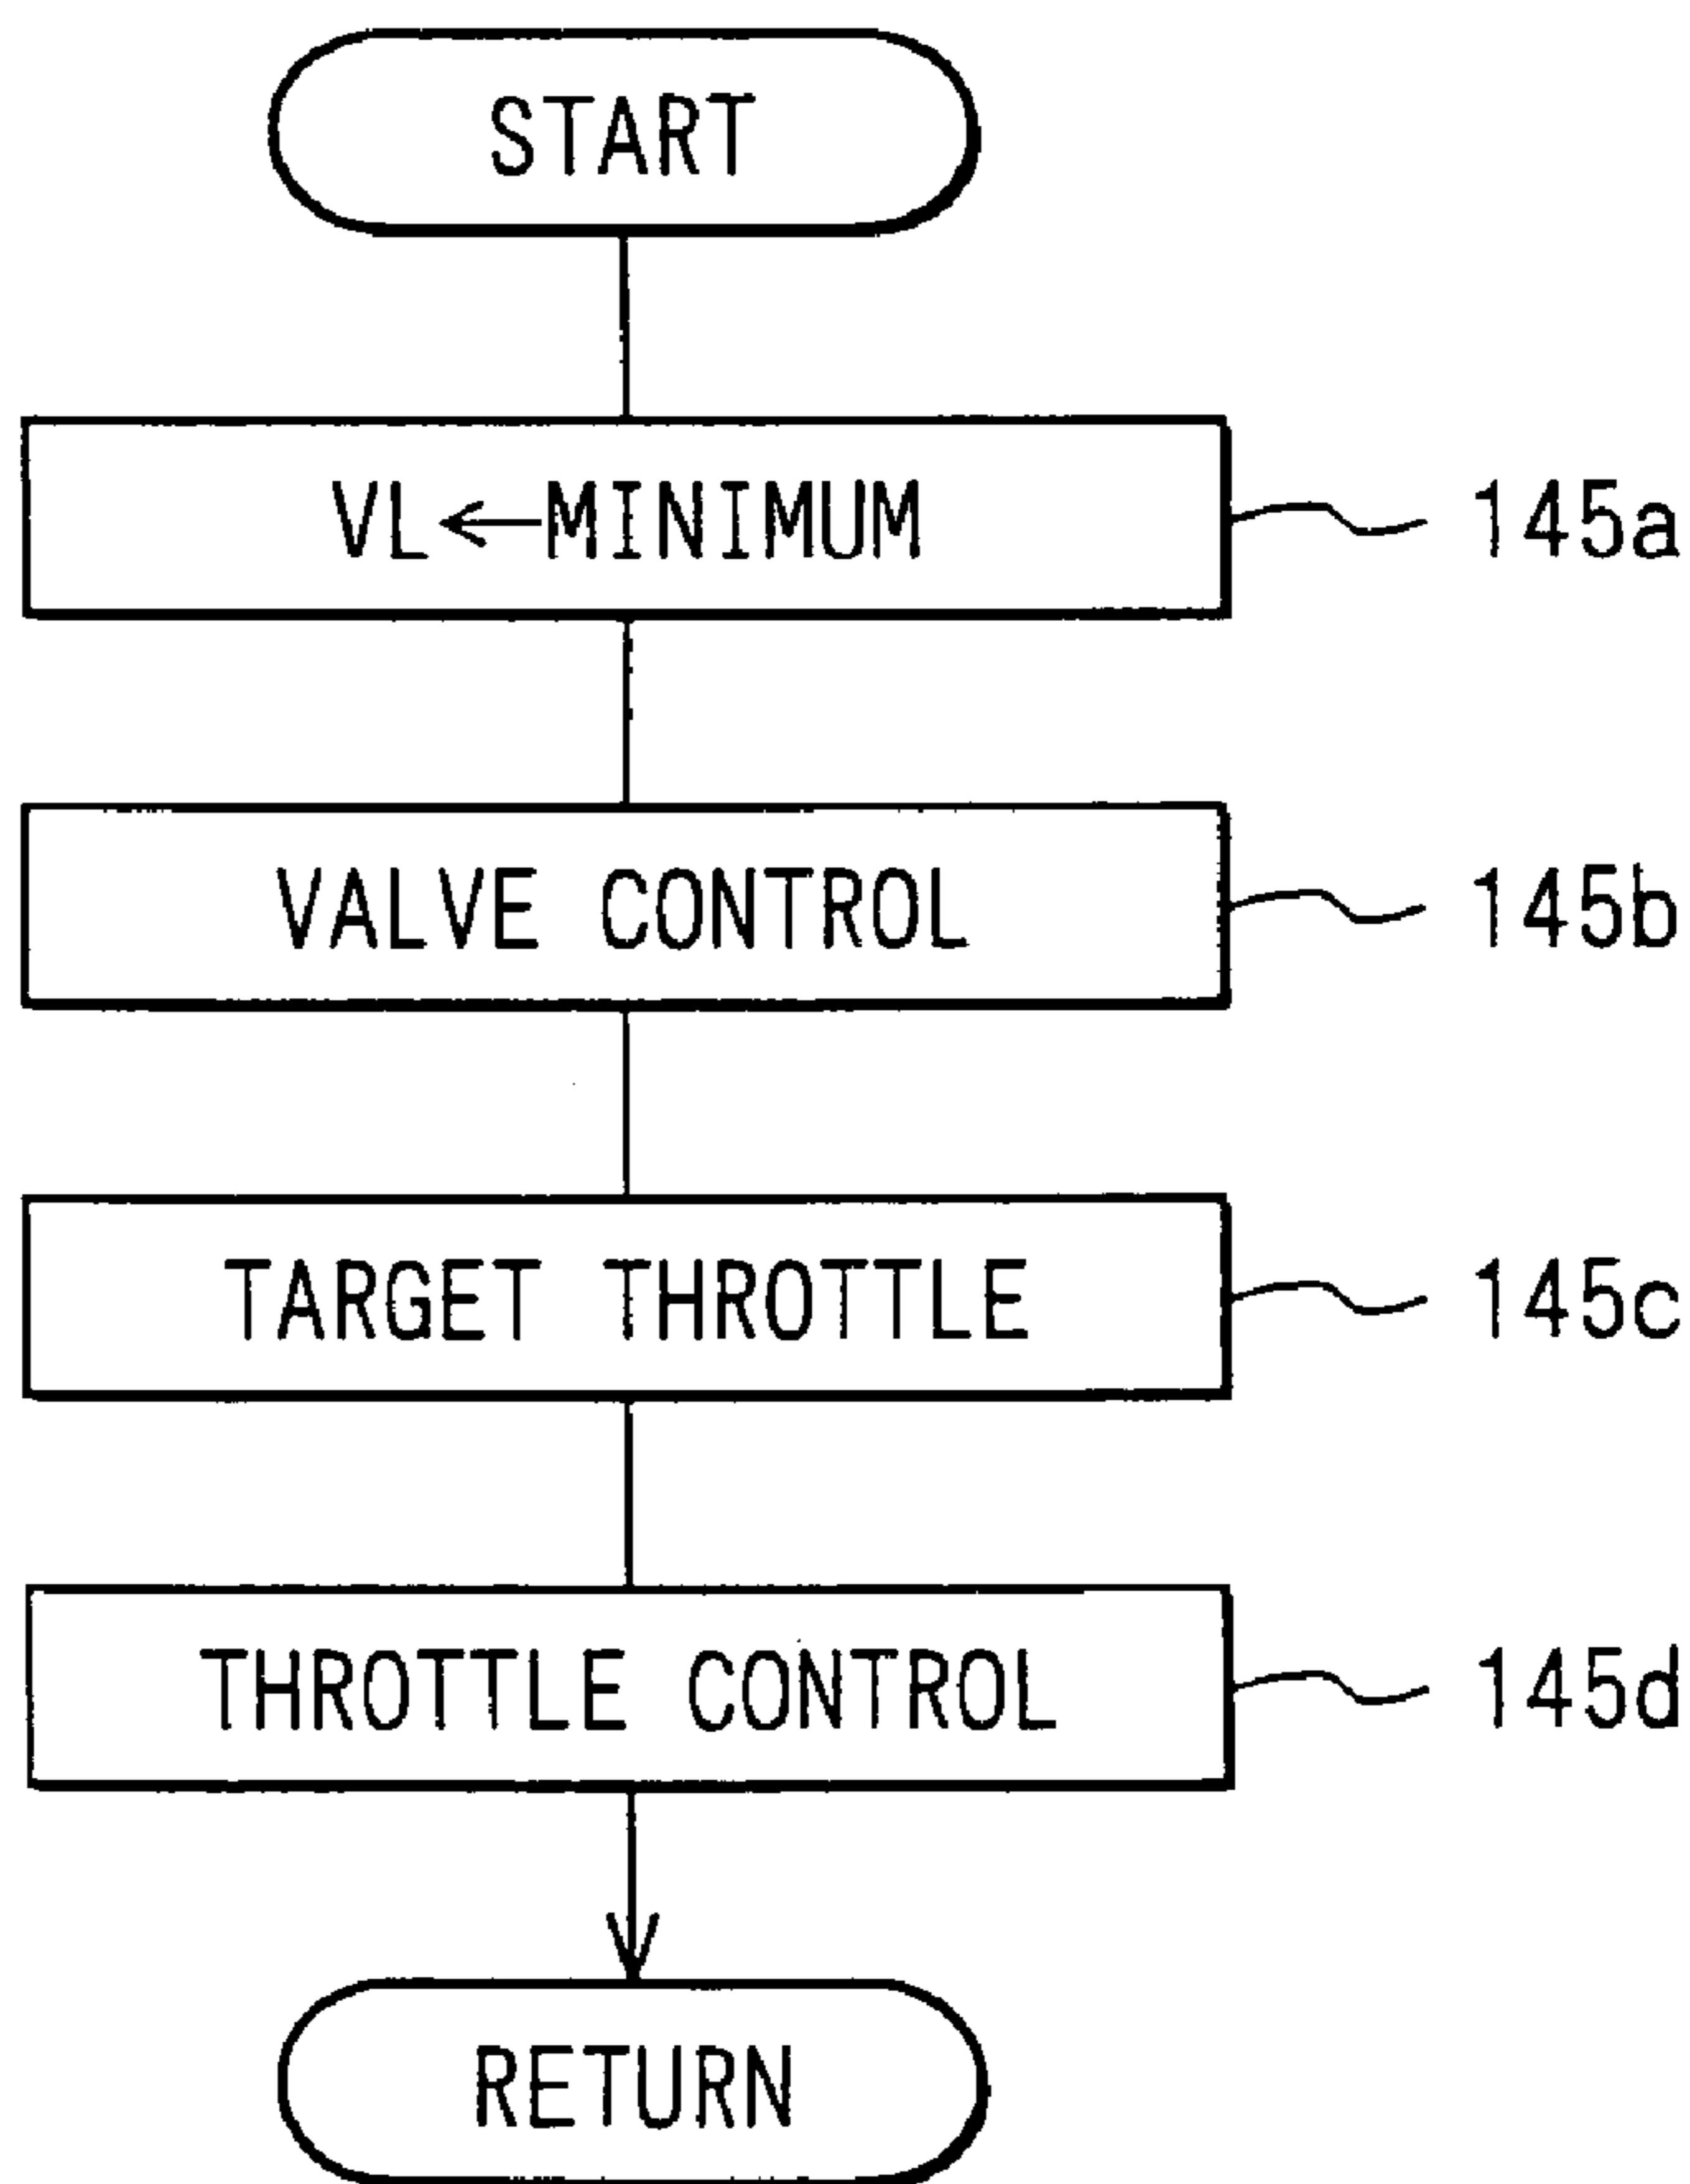 START
VL←MINIMUM 145a
VALVE CONTROL 145b
TARGET THROTTLE 145c
THROTTLE CONTROL 145d
RETURN